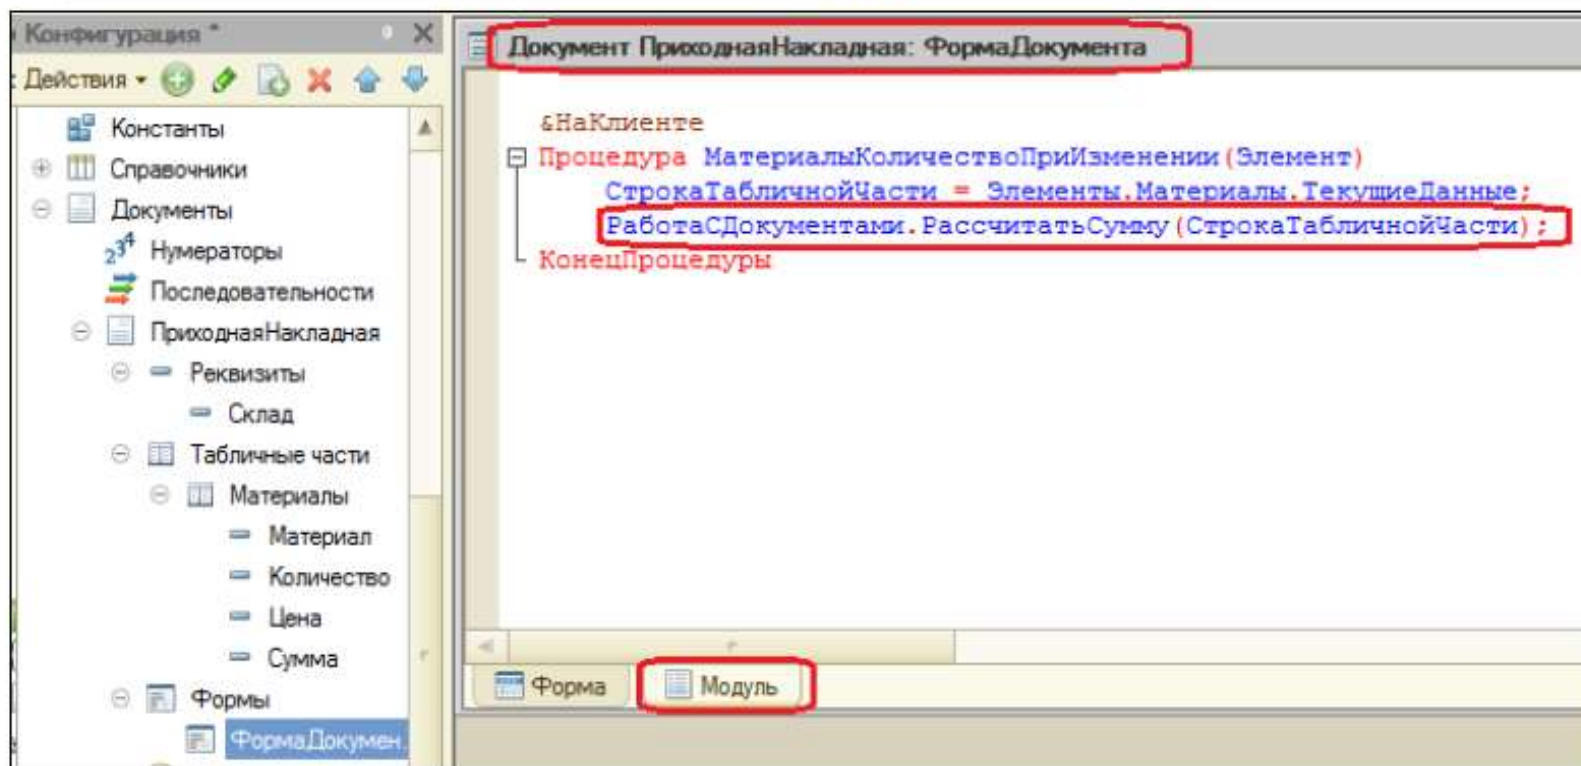 Конфигурация *
Действия
Константы
Справочники
Документы
Нумераторы
Последовательности
ПриходнаяНакладная
Реквизиты
Склад
Табличные части
Материалы
Материал
Количество
Цена
Сумма
Формы
ФормаДокумен.
Документ ПриходнаяНакладная: ФормаДокумента
&НаКлиенте
Процедура МатериалыКоличествоПриИзменении(Элемент)
СтрокаТабличнойЧасти = Элементы.Материалы.ТекущиеДанные;
РаботаСДокументами.РассчитатьСумму(СтрокаТабличнойЧасти);
КонецПроцедуры
Форма
Модуль